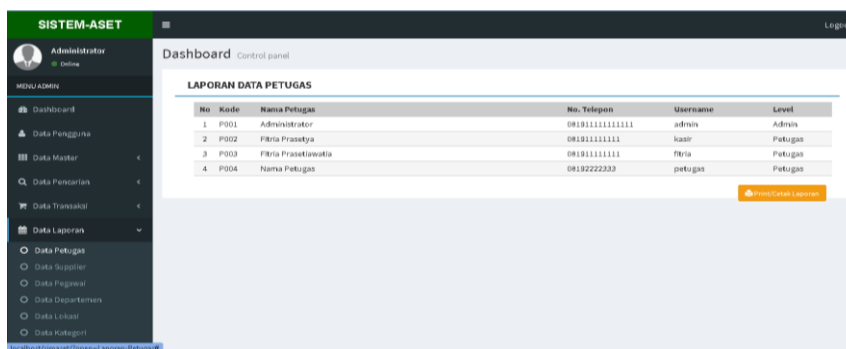 SISTEM-ASET
Logo
Administrator
Online
Dashboard Control panel
MENU ADMIN
Dashboard
Data Pengguna
Data Master
Data Pencarian
Data Transaksi
Data Laporan
Data Petugas
Data Supplier
Data Pegawai
Data Departemen
Data Lokasi
Data Kategori
LAPORAN DATA PETUGAS
No Kode Nama Petugas No. Telepon Username Level
1 P001 Administrator 081911111111111 admin Admin
2 P002 Fitria Prasetya 081911111111 kasir Petugas
3 P003 Fitria Prasetiawatia 081911111111 fitria Petugas
4 P004 Nama Petugas 08192222333 petugas Petugas
Print/Cetak Laporan